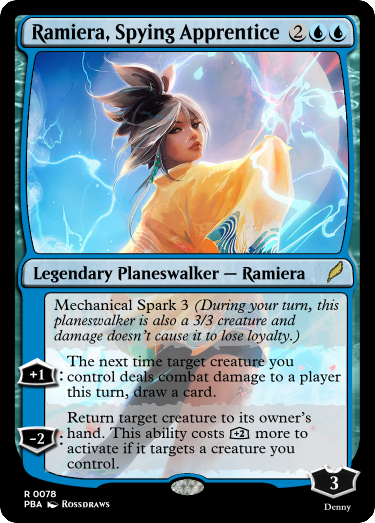 Ramiera, Spying Apprentice 2
Legendary Planeswalker — Ramiera
Mechanical Spark 3 (During your turn, this
planeswalker is also a 3/3 creature and
damage doesn't cause it to lose loyalty.)
+1 : The next time target creature you
control deals combat damage to a player
this turn, draw a card.
-2 : Return target creature to its owner's
hand. This ability costs +2 more to
activate if it targets a creature you
control.
3
R 0078
PBA Rossdraws
Denny